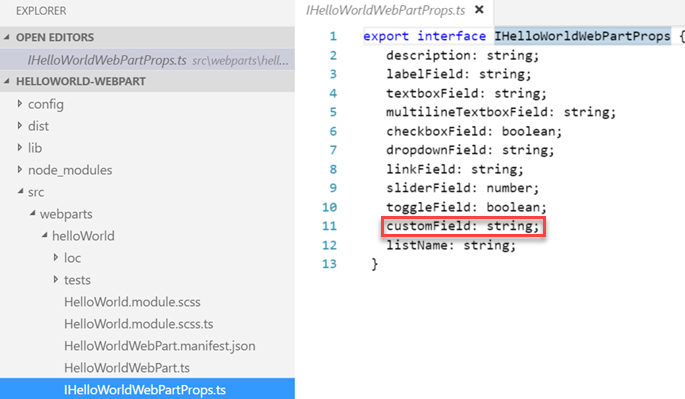 EXPLORER
OPEN EDITORS
IHelloWorldWebPartProps.ts src\webparts\hell...
HELLOWORLD-WEBPART
config
dist
lib
node_modules
src
webparts
helloWorld
loc
tests
HelloWorld.module.scss
HelloWorld.module.scss.ts
HelloWorldWebPart.manifest.json
HelloWorldWebPart.ts
IHelloWorldWebPartProps.ts
IHelloWorldWebPartProps.ts
1 export interface IHelloWorldWebPartProps {
2 description: string;
3 labelField: string;
4 textboxField: string;
5 multilineTextboxField: string;
6 checkboxField: boolean;
7 dropdownField: string;
8 linkField: string;
9 sliderField: number;
10 toggleField: boolean;
11 customField: string;
12 listName: string;
13 }